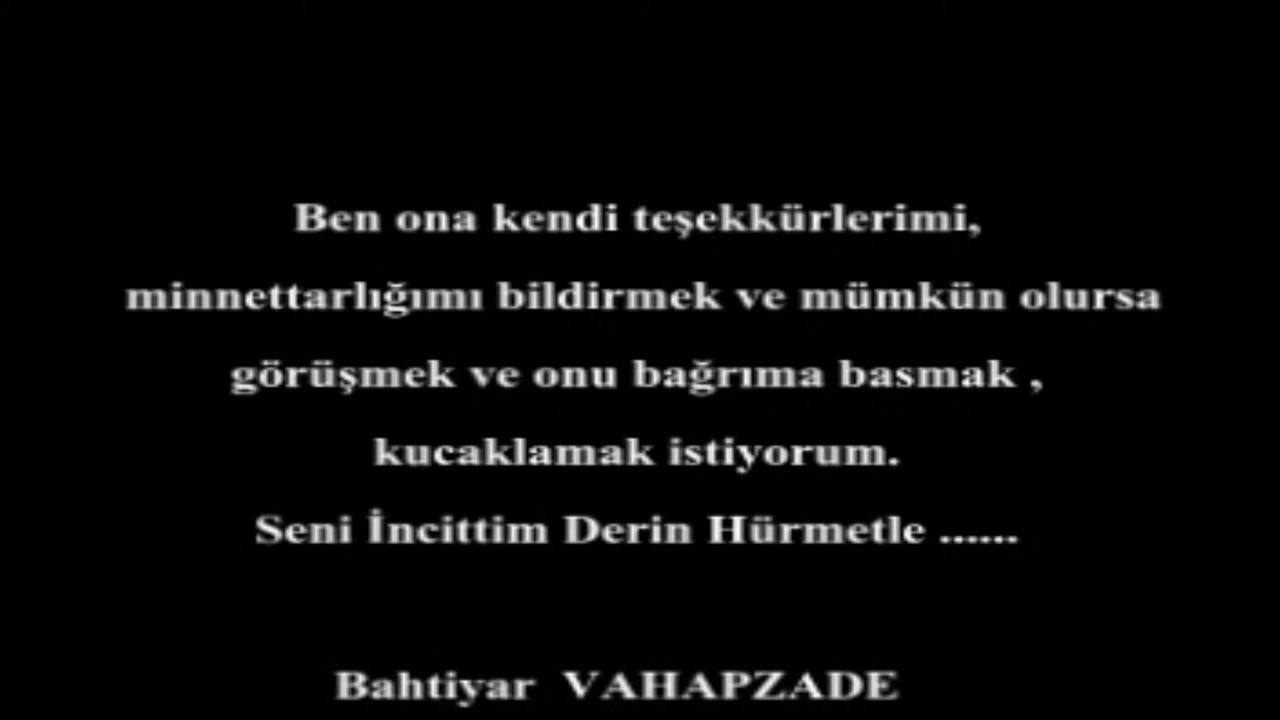 Ben ona kendi teşekkürlerimi,
minnettarlığımı bildirmek ve mümkün olursa
görüşmek ve onu bağrıma basmak ,
kucaklamak istiyorum.
Seni İncittim Derin Hürmetle ......
Bahtiyar VAHAPZADE